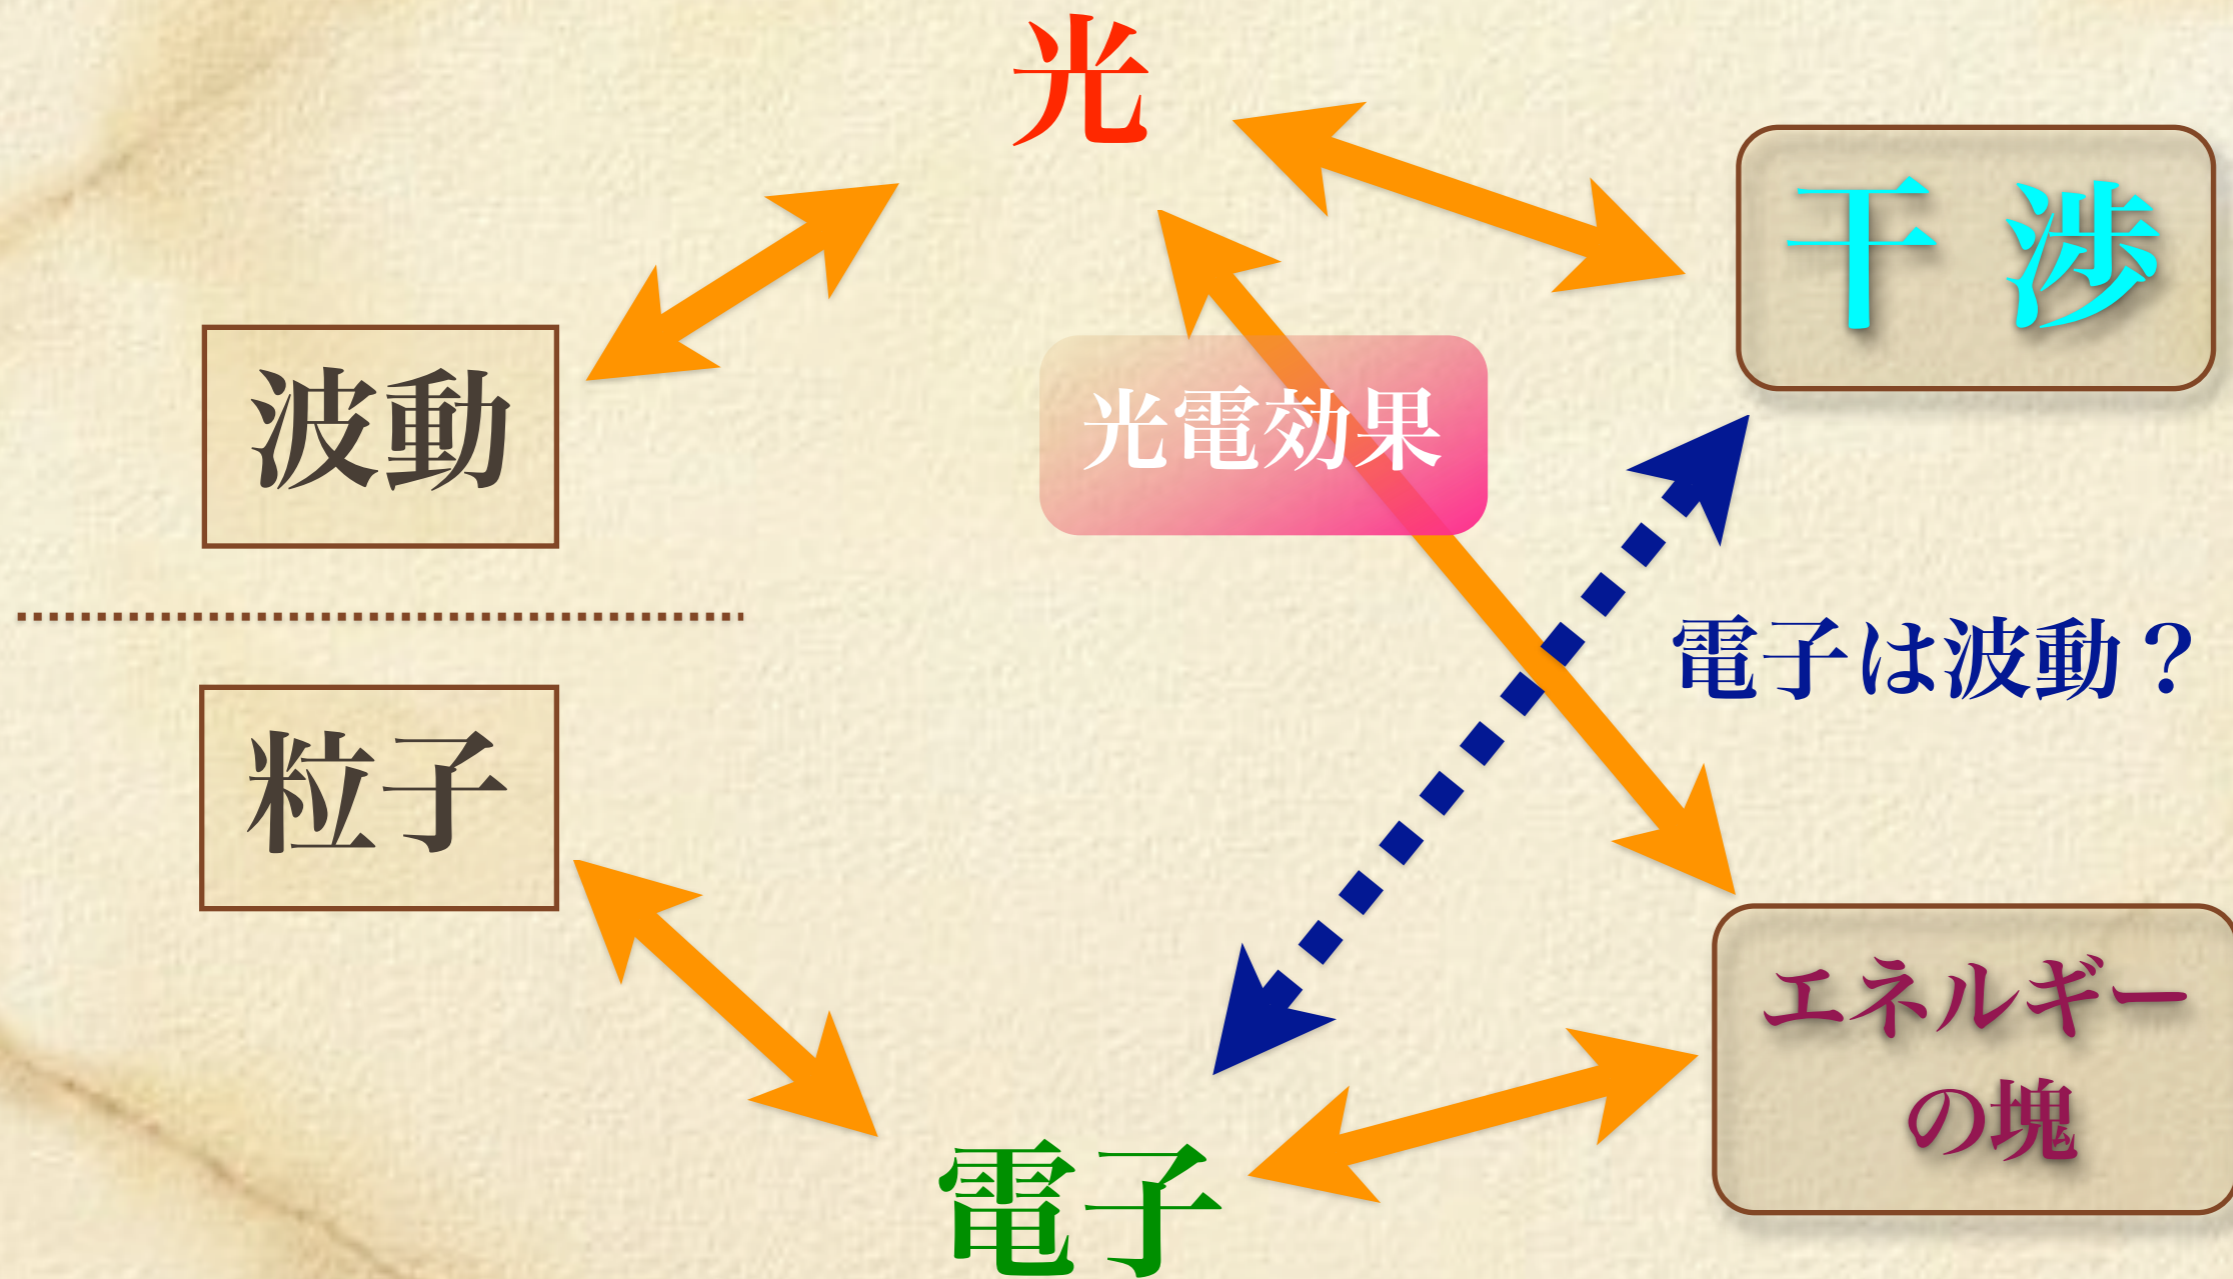 光
干渉
波動
光電効果
電子は波動？
粒子
エネルギー
の塊
電子